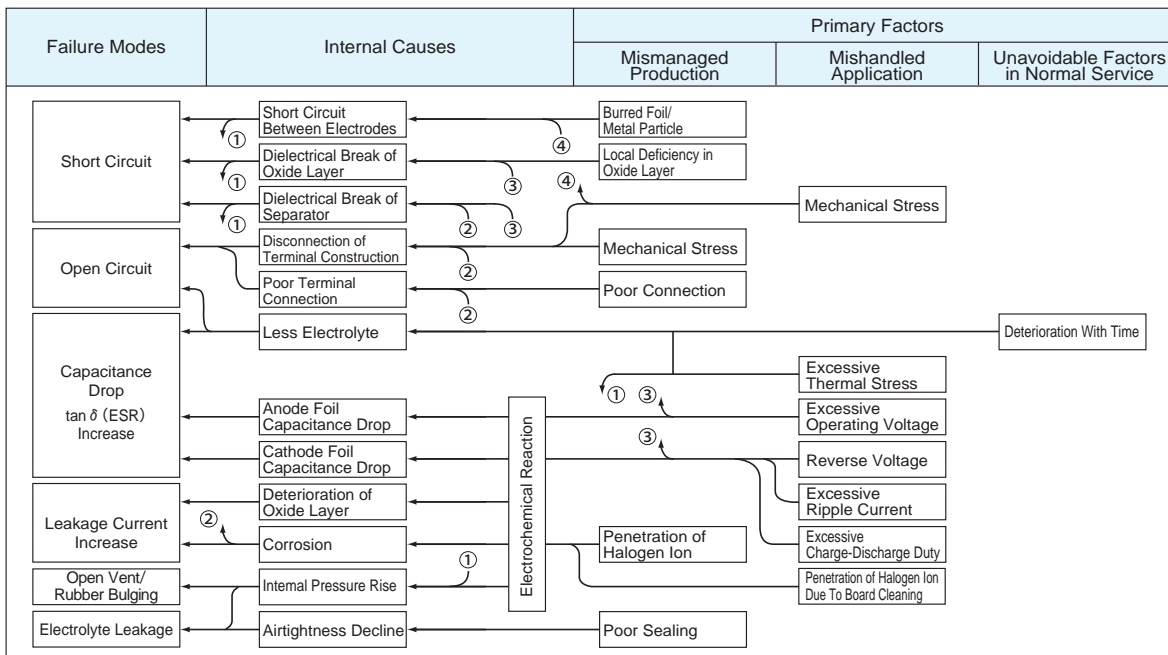 Failure Modes
Internal Causes
Primary Factors
Mismanaged
Production
Mishandled
Application
Unavoidable Factors
in Normal Service
Short Circuit
Open Circuit
Capacitance
Drop
tan δ (ESR)
Increase
Leakage Current
Increase
Open Vent/
Rubber Bulging
Electrolyte Leakage
Short Circuit
Between Electrodes
Dielectrical Break of
Oxide Layer
Dielectrical Break of
Separator
Disconnection of
Terminal Construction
Poor Terminal
Connection
Less Electrolyte
Anode Foil
Capacitance Drop
Cathode Foil
Capacitance Drop
Deterioration of
Oxide Layer
Corrosion
Internal Pressure Rise
Airtightness Decline
①
①
①
②
④
③
②
③
②
②
①
Electrochemical Reaction
④
①
③
③
Burred Foil/
Metal Particle
Local Deficiency in
Oxide Layer
Mechanical Stress
Poor Connection
Penetration of
Halogen Ion
Poor Sealing
Mechanical Stress
Excessive
Thermal Stress
Excessive
Operating Voltage
Reverse Voltage
Excessive
Ripple Current
Excessive
Charge-Discharge Duty
Penetration of Halogen Ion
Due To Board Cleaning
Deterioration With Time